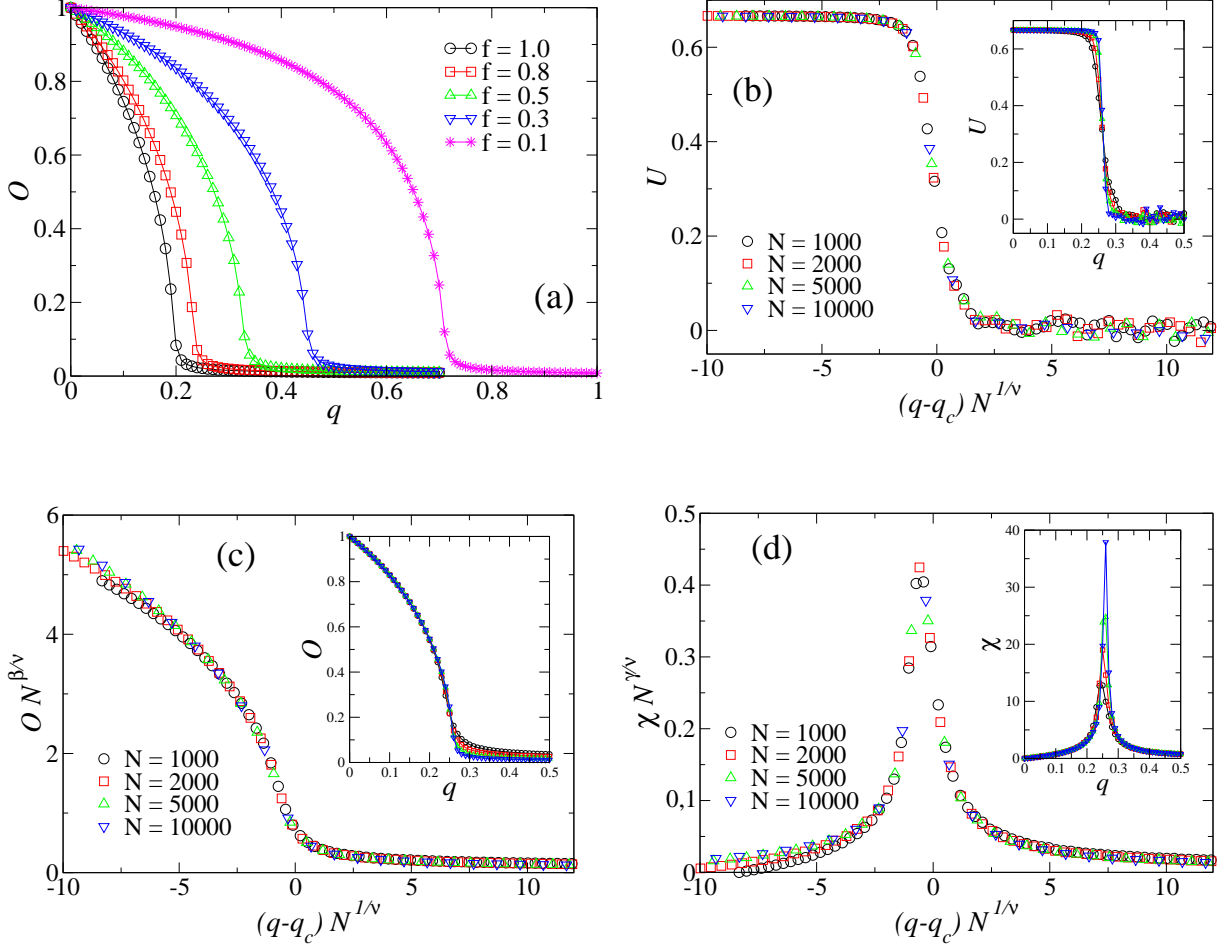 1
0.8
0.6
0.4
0.2
0
O
0
0.2
0.4
0.6
0.8
1
q
f = 1.0
f = 0.8
f = 0.5
f = 0.3
f = 0.1
(a)
0.6
0.4
0.2
0
U
-10
-5
0
5
10
(q-q_c) N^{1/ν}
(b)
N = 1000
N = 2000
N = 5000
N = 10000
0.6
0.4
0.2
0
U
0
0.1
0.2
0.3
0.4
0.5
q
6
4
2
0
O N^{β/ν}
-10
-5
0
5
10
(q-q_c) N^{1/ν}
(c)
N = 1000
N = 2000
N = 5000
N = 10000
1
0.8
0.6
0.4
0.2
0
O
0
0.1
0.2
0.3
0.4
0.5
q
0.5
0.4
0.3
0.2
0.1
0
χ N^{γ/ν}
-10
-5
0
5
10
(q-q_c) N^{1/ν}
(d)
N = 1000
N = 2000
N = 5000
N = 10000
40
30
20
10
0
χ
0
0.1
0.2
0.3
0.4
0.5
q